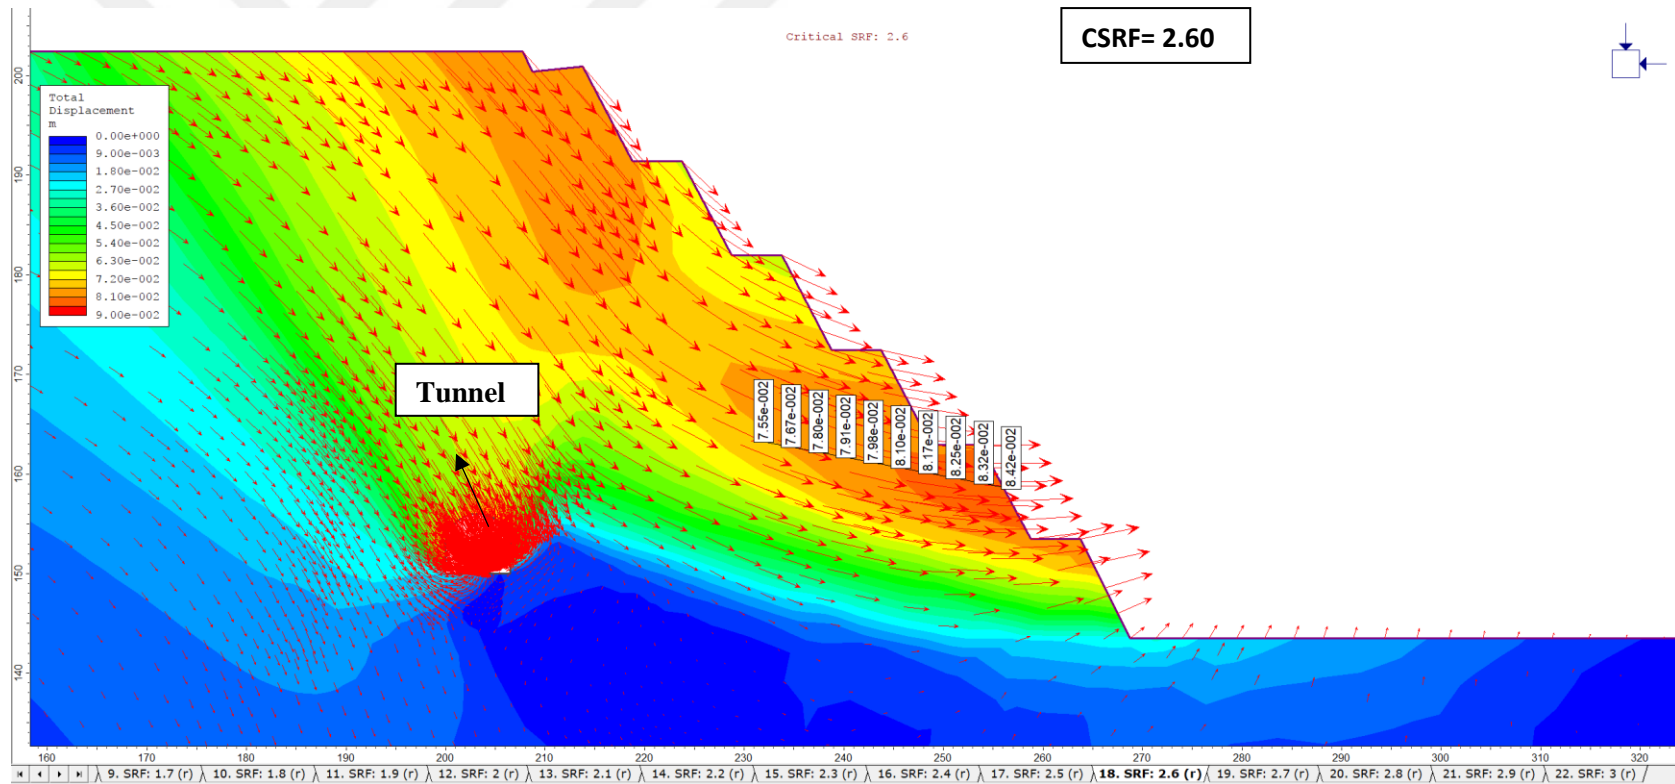 Critical SRF: 2.6
CSRF= 2.60
Total
Displacement
m
0.00e+000
9.00e-003
1.80e-002
2.70e-002
3.60e-002
4.50e-002
5.40e-002
6.30e-002
7.20e-002
8.10e-002
9.00e-002
200
190
180
170
160
150
140
Tunnel
7.55e-002
7.67e-002
7.80e-002
7.91e-002
7.98e-002
8.10e-002
8.17e-002
8.25e-002
8.32e-002
8.42e-002
160 170 180 190 200 210 220 230 240 250 260 270 280 290 300 310 320
9. SRF: 1.7 (r) 10. SRF: 1.8 (r) 11. SRF: 1.9 (r) 12. SRF: 2 (r) 13. SRF: 2.1 (r) 14. SRF: 2.2 (r) 15. SRF: 2.3 (r) 16. SRF: 2.4 (r) 17. SRF: 2.5 (r) 18. SRF: 2.6 (r) 19. SRF: 2.7 (r) 20. SRF: 2.8 (r) 21. SRF: 2.9 (r) 22. SRF: 3 (r)